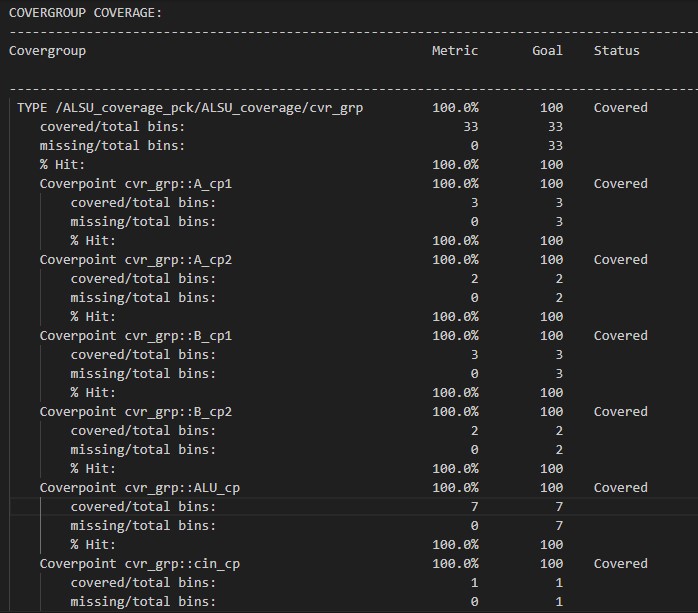 COVERGROUP COVERAGE:
----------------------------------------------------------------------------------------------------
Covergroup Metric Goal Status
----------------------------------------------------------------------------------------------------
TYPE /ALSU_coverage_pck/ALSU_coverage/cvr_grp 100.0% 100 Covered
covered/total bins: 33 33
missing/total bins: 0 33
% Hit: 100.0% 100
Coverpoint cvr_grp::A_cp1 100.0% 100 Covered
covered/total bins: 3 3
missing/total bins: 0 3
% Hit: 100.0% 100
Coverpoint cvr_grp::A_cp2 100.0% 100 Covered
covered/total bins: 2 2
missing/total bins: 0 2
% Hit: 100.0% 100
Coverpoint cvr_grp::B_cp1 100.0% 100 Covered
covered/total bins: 3 3
missing/total bins: 0 3
% Hit: 100.0% 100
Coverpoint cvr_grp::B_cp2 100.0% 100 Covered
covered/total bins: 2 2
missing/total bins: 0 2
% Hit: 100.0% 100
Coverpoint cvr_grp::ALU_cp 100.0% 100 Covered
covered/total bins: 7 7
missing/total bins: 0 7
% Hit: 100.0% 100
Coverpoint cvr_grp::cin_cp 100.0% 100 Covered
covered/total bins: 1 1
missing/total bins: 0 1